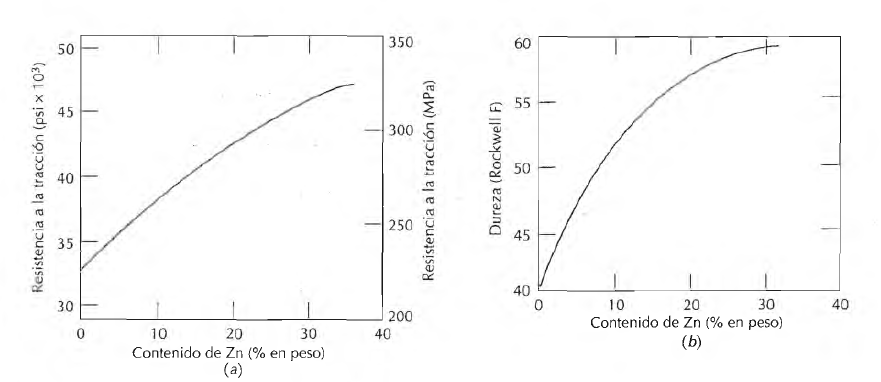 50
45
40
35
30
Resistencia a la tracción (psi × 10³)
350
300
250
200
Resistencia a la tracción (MPa)
0 10 20 30 40
Contenido de Zn (% en peso)
(a)
60
55
50
45
40
Dureza (Rockwell F)
0 10 20 30 40
Contenido de Zn (% en peso)
(b)